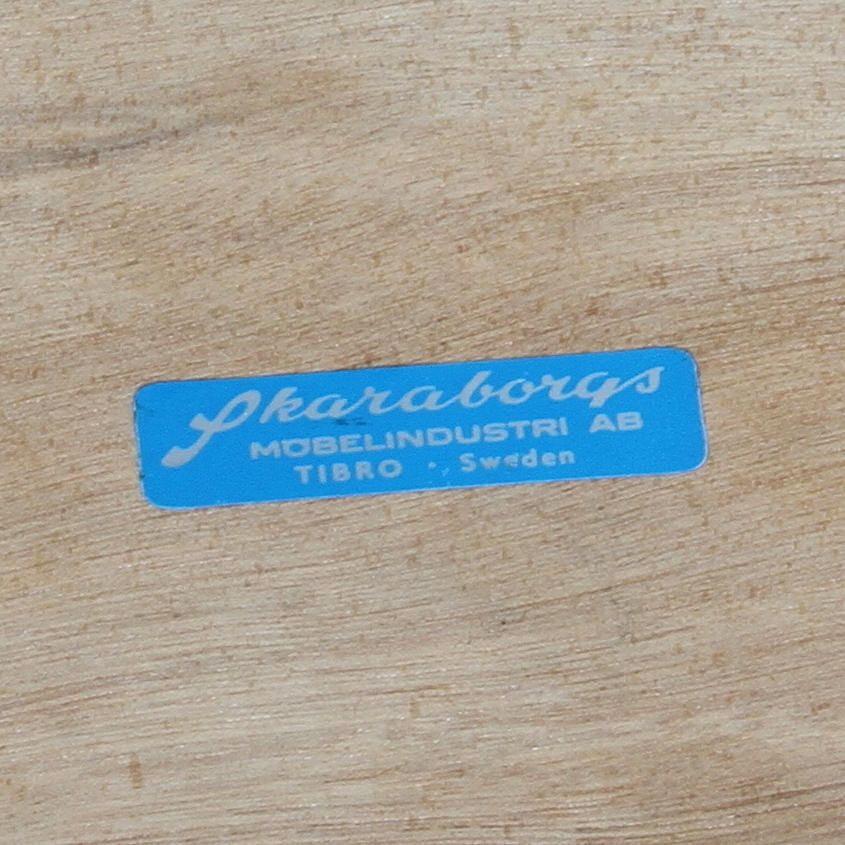 Skaraborgs
MÖBELINDUSTRI AB
TIBRO · Sweden